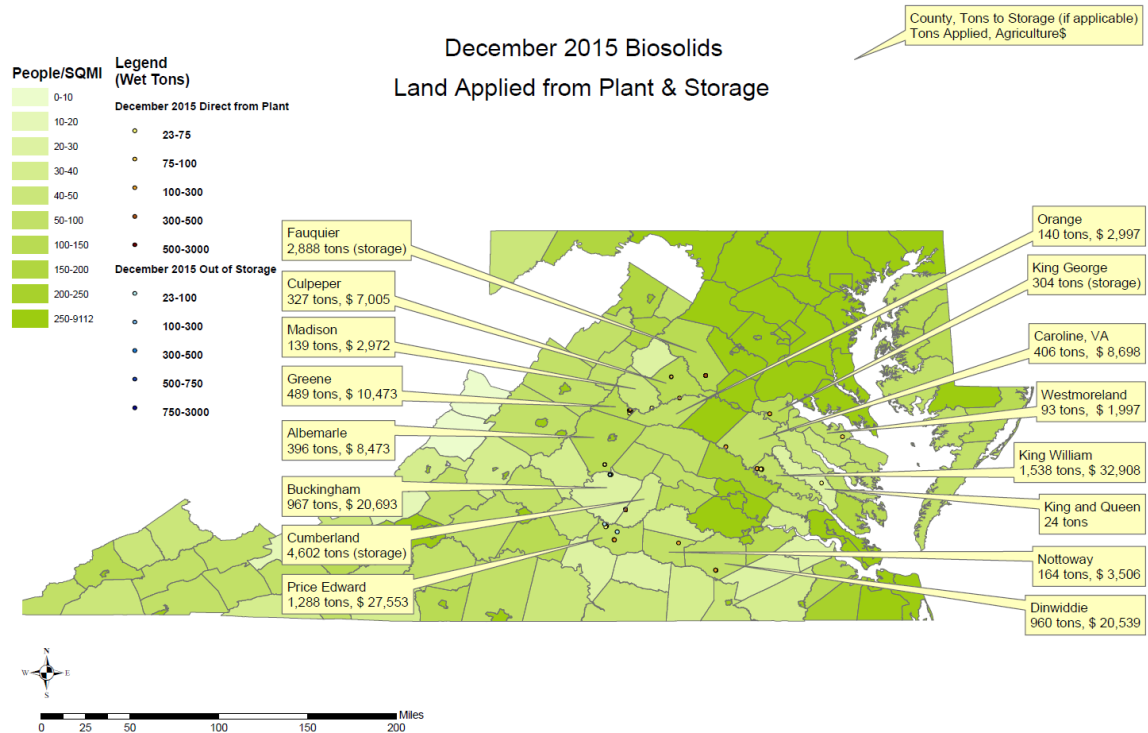 County, Tons to Storage (if applicable)
Tons Applied, Agriculture$
December 2015 Biosolids
Land Applied from Plant & Storage
People/SQMI
0-10
10-20
20-30
30-40
40-50
50-100
100-150
150-200
200-250
250-9112
Legend
(Wet Tons)
December 2015 Direct from Plant
23-75
75-100
100-300
300-500
500-3000
December 2015 Out of Storage
23-100
100-300
300-500
500-750
750-3000
Fauquier
2,888 tons (storage)
Culpeper
327 tons, $ 7,005
Madison
139 tons, $ 2,972
Greene
489 tons, $ 10,473
Albemarle
396 tons, $ 8,473
Buckingham
967 tons, $ 20,693
Cumberland
4,602 tons (storage)
Price Edward
1,288 tons, $ 27,553
Orange
140 tons, $ 2,997
King George
304 tons (storage)
Caroline, VA
406 tons, $ 8,698
Westmoreland
93 tons, $ 1,997
King William
1,538 tons, $ 32,908
King and Queen
24 tons
Nottoway
164 tons, $ 3,506
Dinwiddie
960 tons, $ 20,539
N
W E
S
Miles
0 25 50 100 150 200